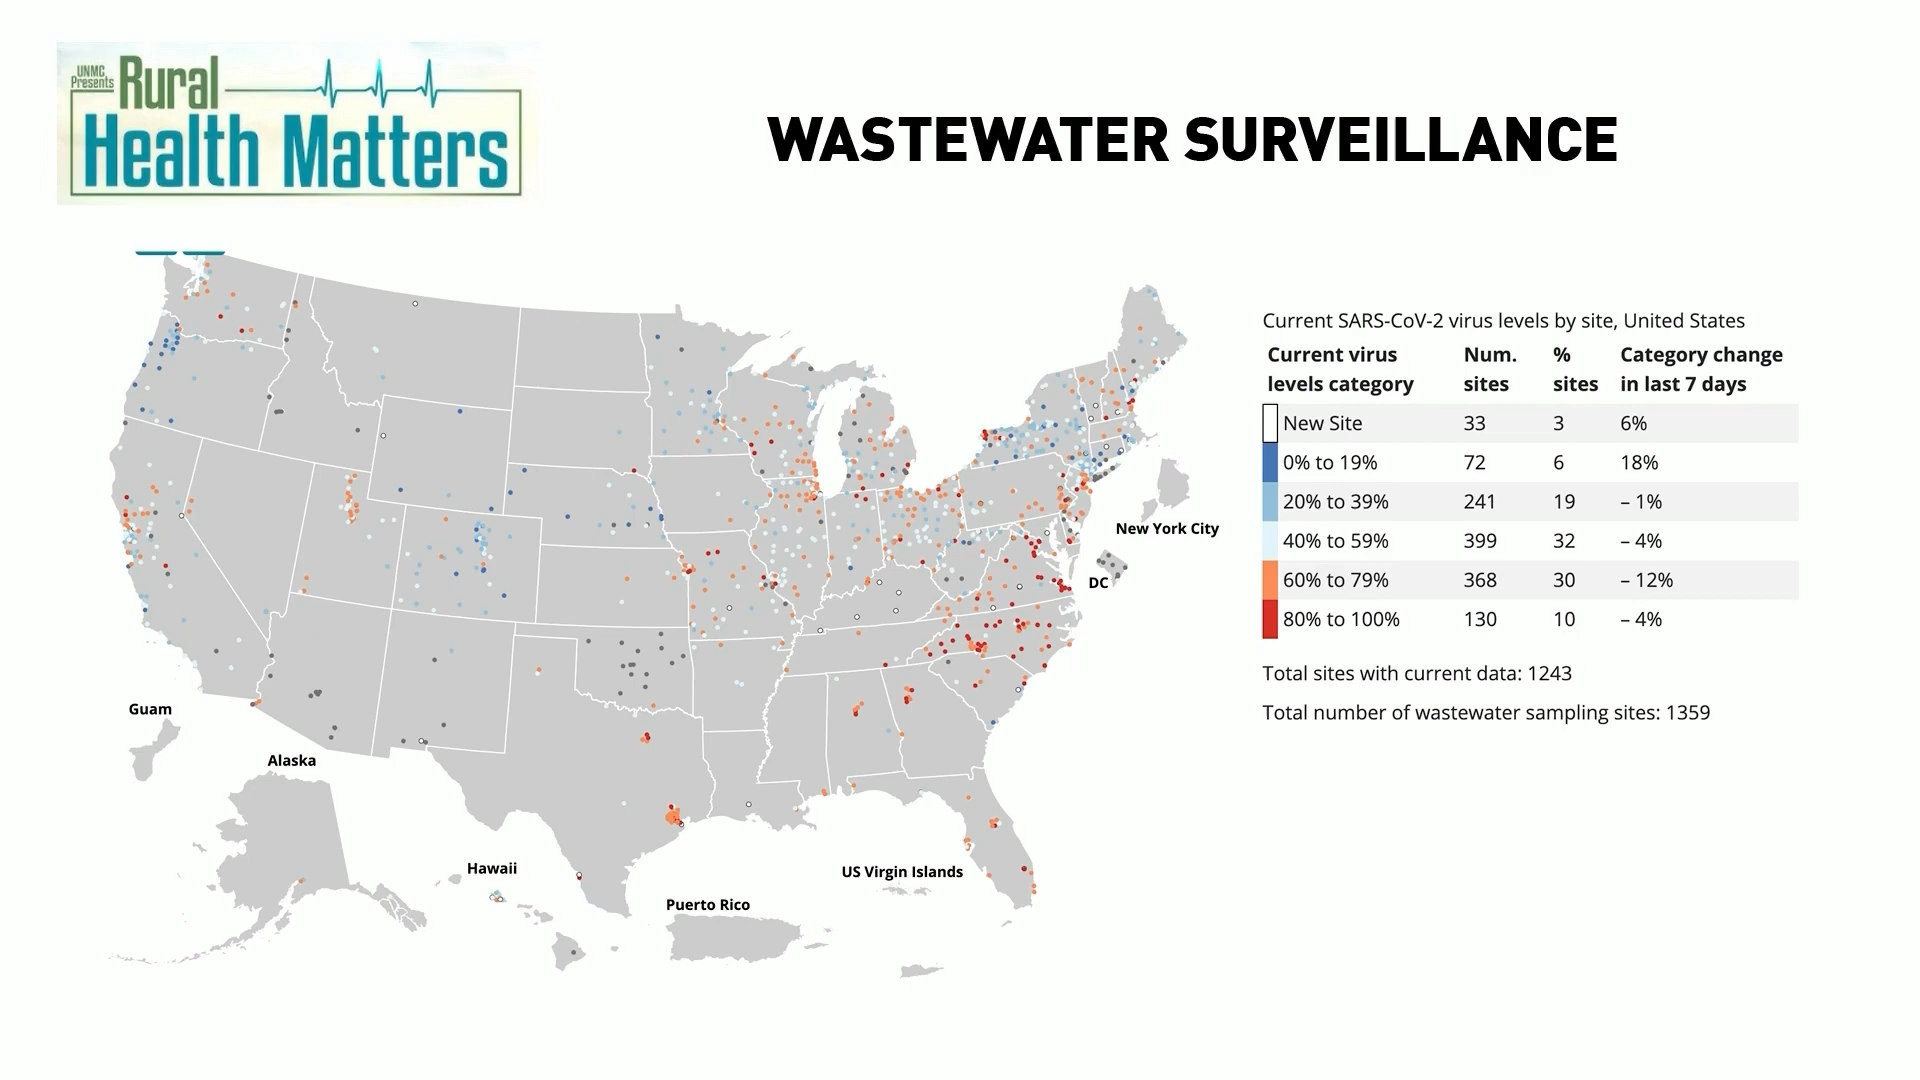 UNMC
Presents
Rural
Health Matters
WASTEWATER SURVEILLANCE
Current SARS-CoV-2 virus levels by site, United States
Current virus levels category Num. sites % sites Category change in last 7 days
New Site 33 3 6%
0% to 19% 72 6 18%
20% to 39% 241 19 – 1%
40% to 59% 399 32 – 4%
60% to 79% 368 30 – 12%
80% to 100% 130 10 – 4%
Total sites with current data: 1243
Total number of wastewater sampling sites: 1359
New York City
DC
Guam
Alaska
Hawaii
US Virgin Islands
Puerto Rico